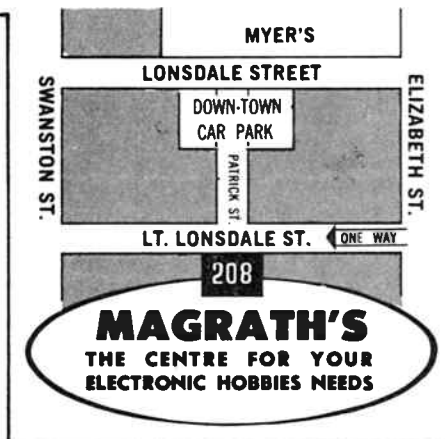 MYER'S
LONSDALE STREET
SWANSTON ST.
DOWN-TOWN
CAR PARK
PATRICK ST.
ELIZABETH ST.
LT. LONSDALE ST.
ONE WAY
208
MAGRATH'S
THE CENTRE FOR YOUR
ELECTRONIC HOBBIES NEEDS